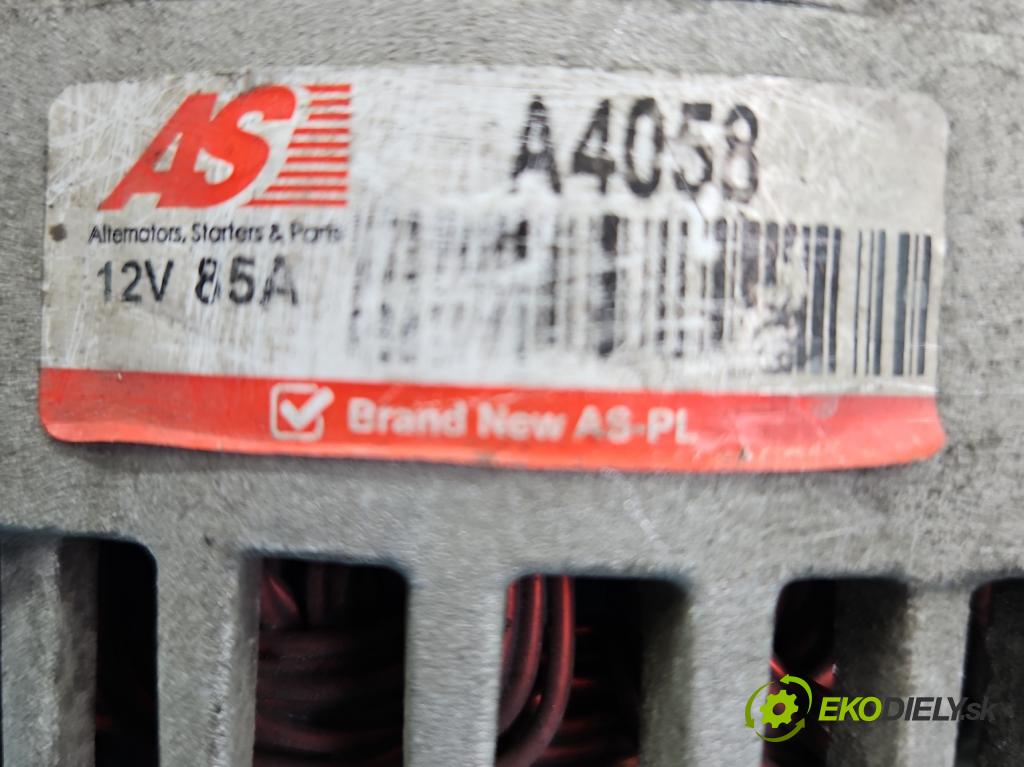 AS
A4058
Alternators, Starters & Parts
12V 85A
Brand New AS-PL
EKODIELY.sk